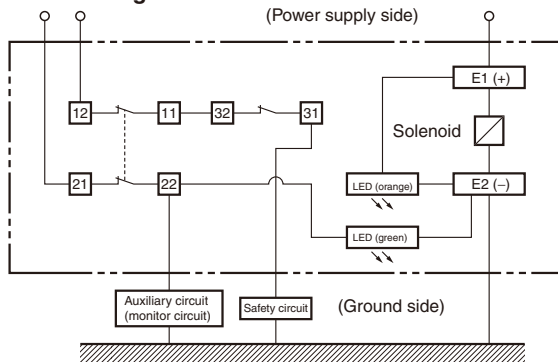 (Power supply side)
E1 (+)
12
11
32
31
Solenoid
21
22
LED (orange)
E2 (−)
LED (green)
Auxiliary circuit
(monitor circuit)
Safety circuit
(Ground side)